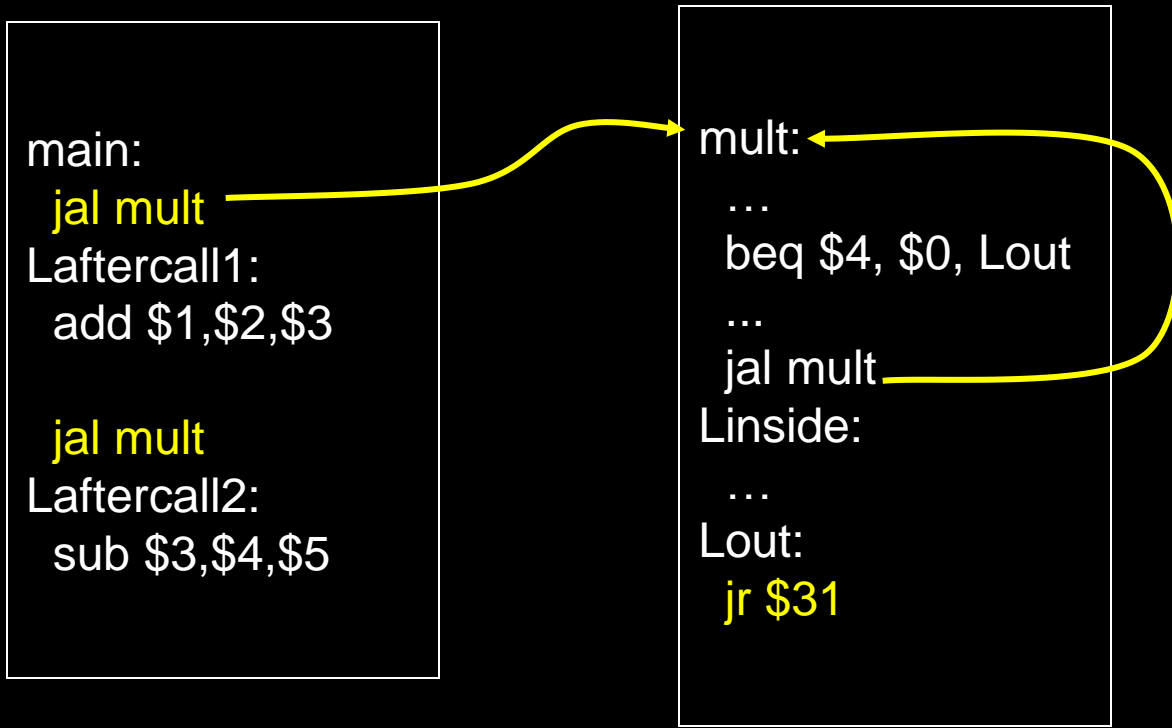 main:
jal mult
Laftercall1:
add $1,$2,$3
jal mult
Laftercall2:
sub $3,$4,$5
mult:
…
beq $4, $0, Lout
...
jal mult
Linside:
…
Lout:
jr $31